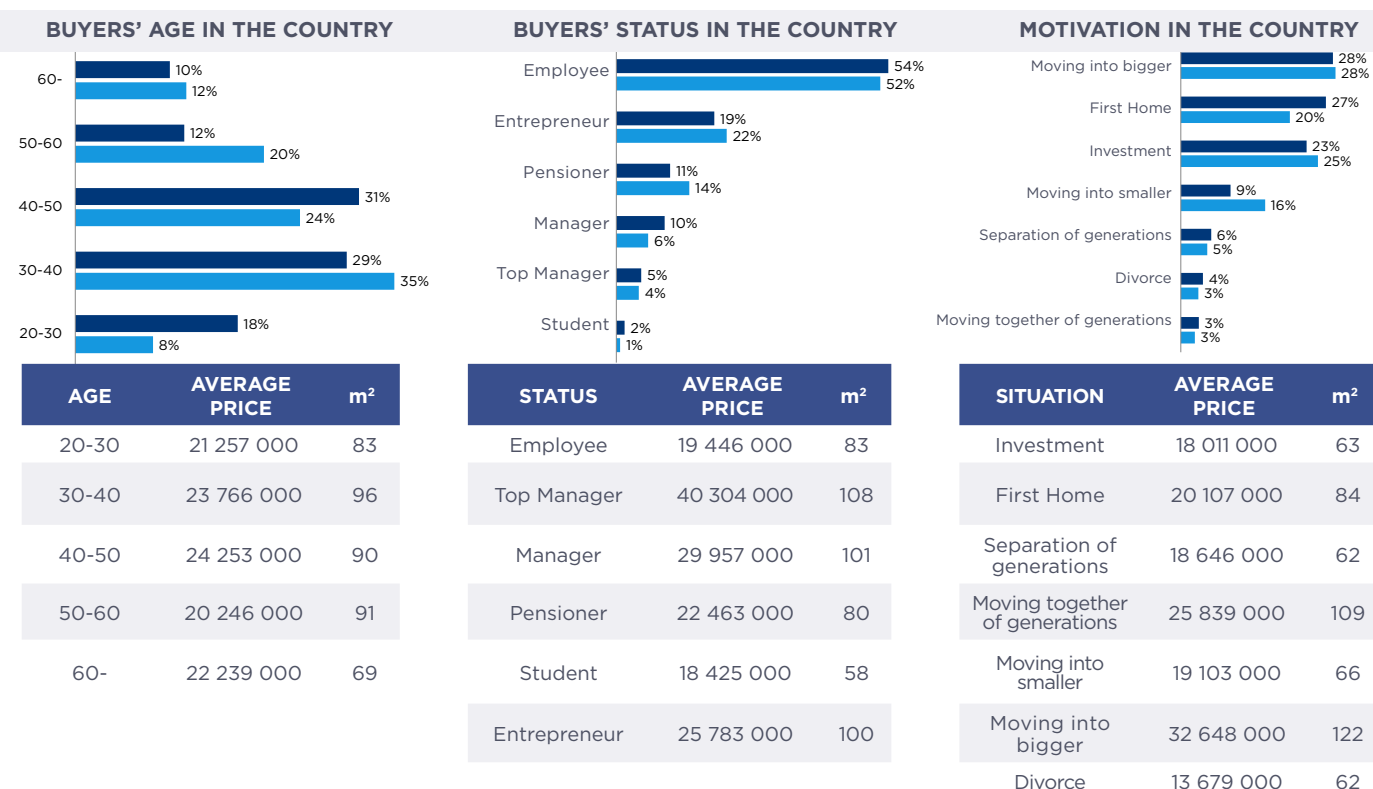 BUYERS’ AGE IN THE COUNTRY
60-
10%
12%
50-60
12%
20%
40-50
31%
24%
30-40
29%
35%
20-30
18%
8%
AGE AVERAGE PRICE m²
20-30 21 257 000 83
30-40 23 766 000 96
40-50 24 253 000 90
50-60 20 246 000 91
60- 22 239 000 69
BUYERS’ STATUS IN THE COUNTRY
Employee
54%
52%
Entrepreneur
19%
22%
Pensioner
11%
14%
Manager
10%
6%
Top Manager
5%
4%
Student
2%
1%
STATUS AVERAGE PRICE m²
Employee 19 446 000 83
Top Manager 40 304 000 108
Manager 29 957 000 101
Pensioner 22 463 000 80
Student 18 425 000 58
Entrepreneur 25 783 000 100
MOTIVATION IN THE COUNTRY
Moving into bigger
28%
28%
First Home
27%
20%
Investment
23%
25%
Moving into smaller
9%
16%
Separation of generations
6%
5%
Divorce
4%
3%
Moving together of generations
3%
3%
SITUATION AVERAGE PRICE m²
Investment 18 011 000 63
First Home 20 107 000 84
Separation of generations 18 646 000 62
Moving together of generations 25 839 000 109
Moving into smaller 19 103 000 66
Moving into bigger 32 648 000 122
Divorce 13 679 000 62